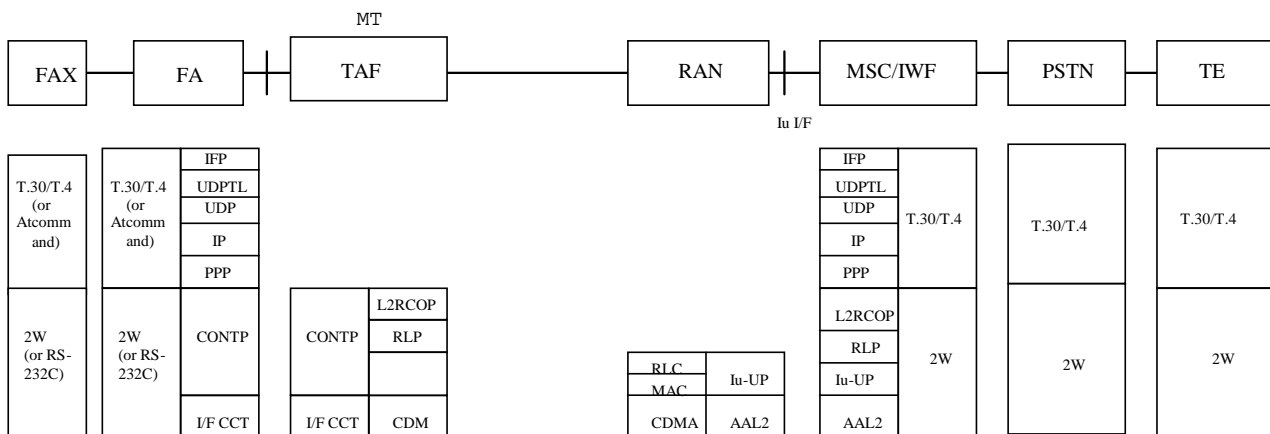 MT
FAX
FA
TAF
RAN
MSC/IWF
PSTN
TE
Iu I/F
T.30/T.4
(or
Atcomm
and)
2W
(or RS-
232C)
T.30/T.4
(or
Atcomm
and)
2W
(or RS-
232C)
IFP
UDPTL
UDP
IP
PPP
CONTP
I/F CCT
CONTP
I/F CCT
L2RCOP
RLP
CDM
RLC
MAC
CDMA
Iu-UP
AAL2
IFP
UDPTL
UDP
IP
PPP
L2RCOP
RLP
Iu-UP
AAL2
T.30/T.4
2W
T.30/T.4
2W
T.30/T.4
2W